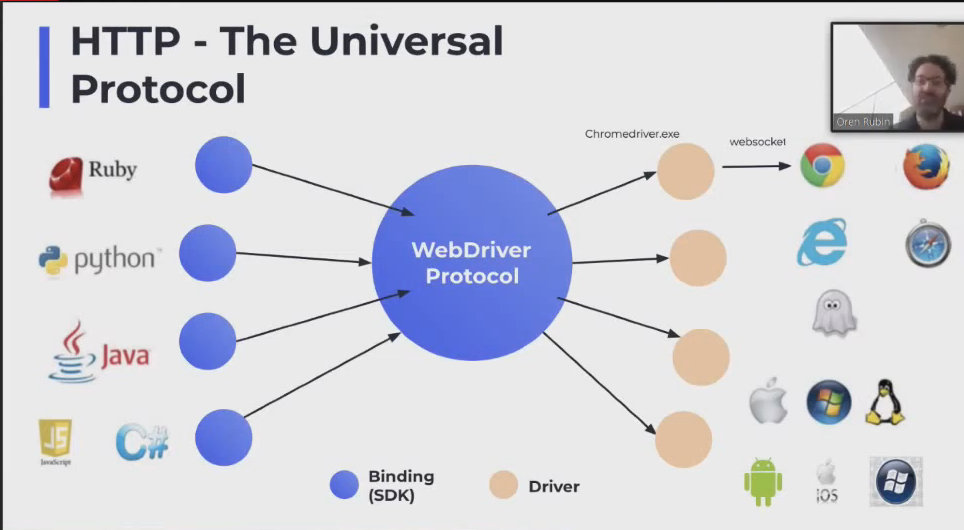 HTTP - The Universal
Protocol
Oren Rubin
Chromedriver.exe
websocket
Ruby
python™
Java
JS
JavaScript
C#
WebDriver
Protocol
iOS
Binding
(SDK)
Driver